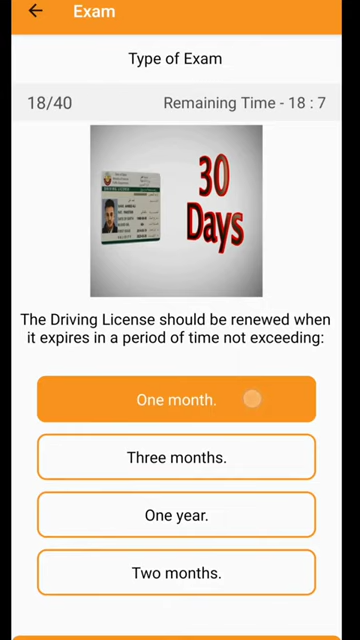 Exam
Type of Exam
18/40
Remaining Time - 18 : 7
30
Days
The Driving License should be renewed when
it expires in a period of time not exceeding:
One month.
Three months.
One year.
Two months.